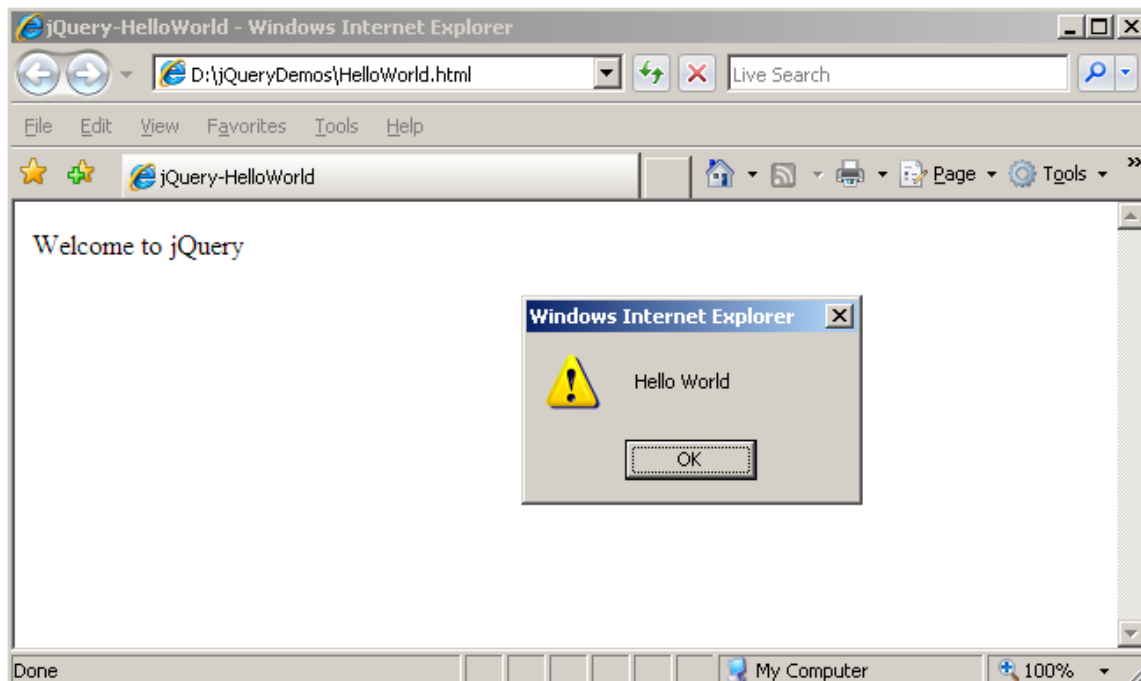 jQuery-HelloWorld - Windows Internet Explorer
D:\jQueryDemos\HelloWorld.html
Live Search
File Edit View Favorites Tools Help
jQuery-HelloWorld
Page Tools »
Welcome to jQuery
Windows Internet Explorer
Hello World
OK
Done
My Computer
100%